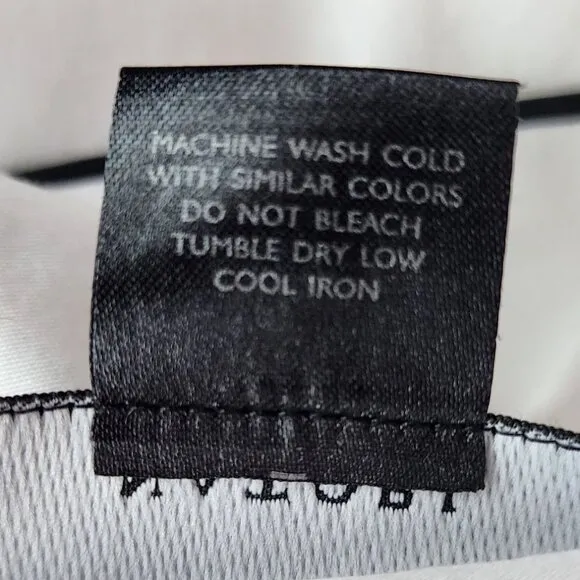 MACHINE WASH COLD
WITH SIMILAR COLORS
DO NOT BLEACH
TUMBLE DRY LOW
COOL IRON